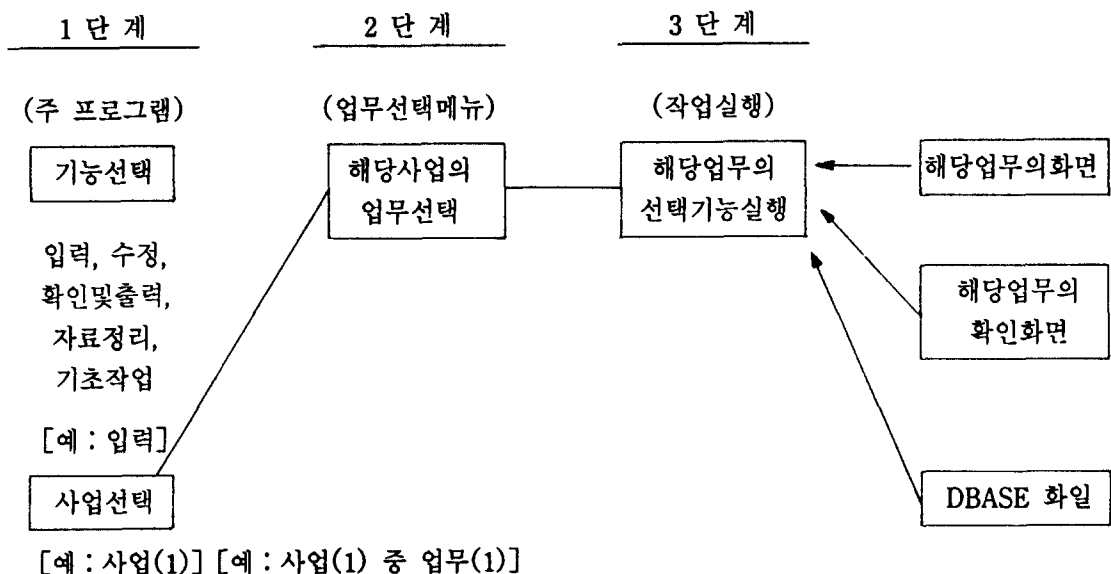 1 단 계 2 단 계 3 단 계
(주 프로그램) (업무선택메뉴) (작업실행)
기능선택
해당사업의
업무선택
해당업무의
선택기능실행
해당업무의화면
입력, 수정,
확인및출력,
자료정리,
기초작업
해당업무의
확인화면
[예 : 입력]
사업선택
DBASE 화일
[예 : 사업(1)] [예 : 사업(1) 중 업무(1)]